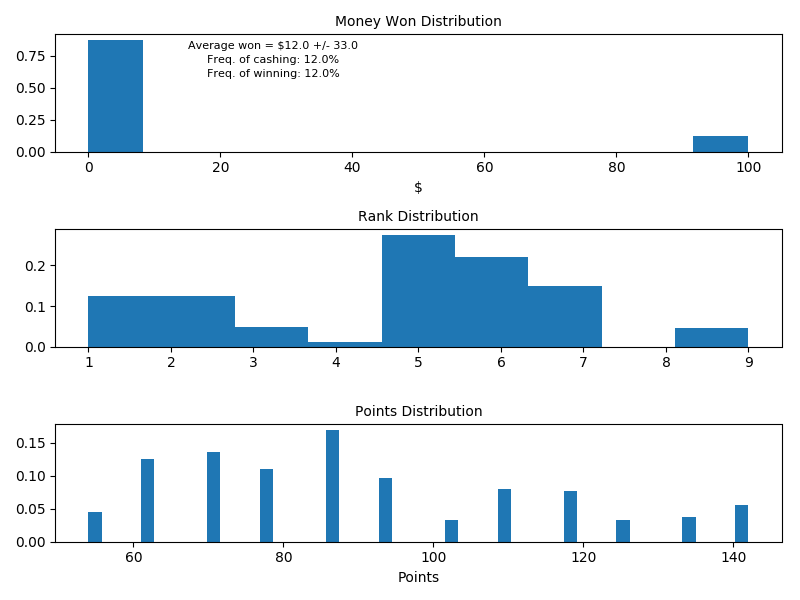 Money Won Distribution
Average won = $12.0 +/- 33.0
Freq. of cashing: 12.0%
Freq. of winning: 12.0%
0.75
0.50
0.25
0.00
0 20 40 60 80 100
$
Rank Distribution
0.2
0.1
0.0
1 2 3 4 5 6 7 8 9
Points Distribution
0.15
0.10
0.05
0.00
60 80 100 120 140
Points